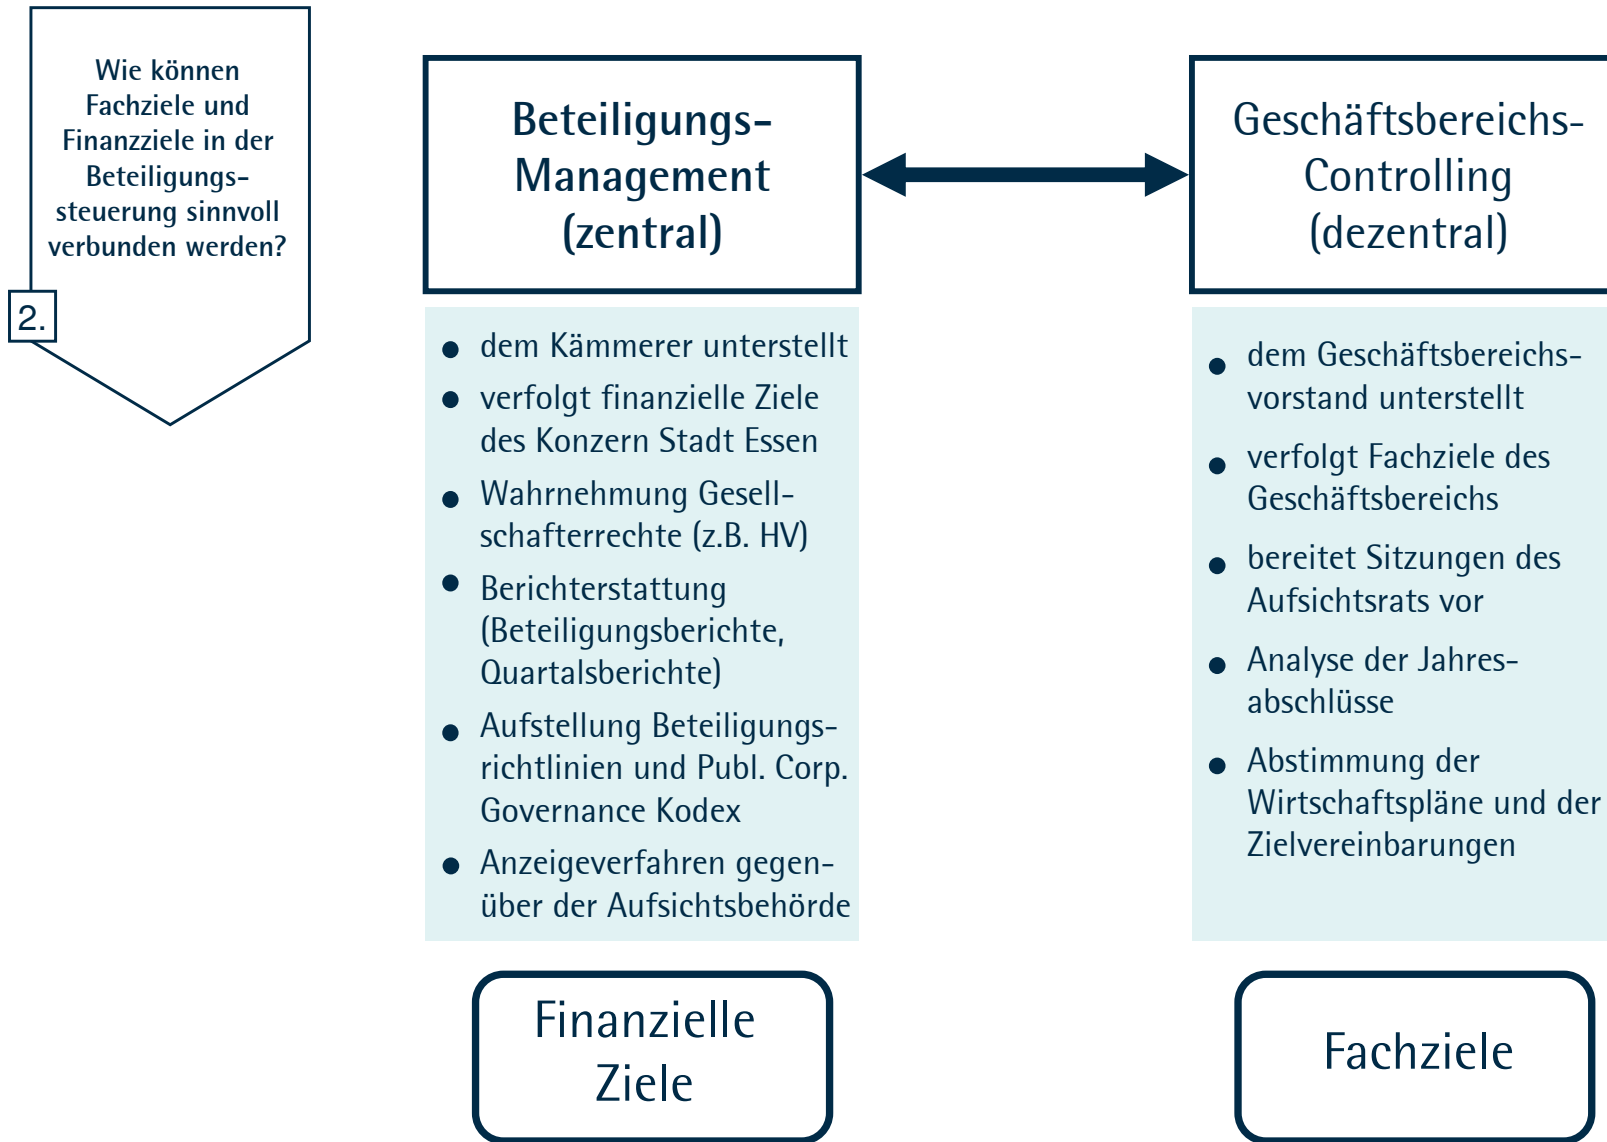 Wie können
Fachziele und
Finanzziele in der
Beteiligungs-
steuerung sinnvoll
verbunden werden?
2.
Beteiligungs-
Management
(zentral)
• dem Kämmerer unterstellt
• verfolgt finanzielle Ziele
des Konzern Stadt Essen
• Wahrnehmung Gesell-
schafterrechte (z.B. HV)
• Berichterstattung
(Beteiligungsberichte,
Quartalsberichte)
• Aufstellung Beteiligungs-
richtlinien und Publ. Corp.
Governance Kodex
• Anzeigeverfahren gegen-
über der Aufsichtsbehörde
Finanzielle
Ziele
Geschäftsbereichs-
Controlling
(dezentral)
• dem Geschäftsbereichs-
vorstand unterstellt
• verfolgt Fachziele des
Geschäftsbereichs
• bereitet Sitzungen des
Aufsichtsrats vor
• Analyse der Jahres-
abschlüsse
• Abstimmung der
Wirtschaftspläne und der
Zielvereinbarungen
Fachziele